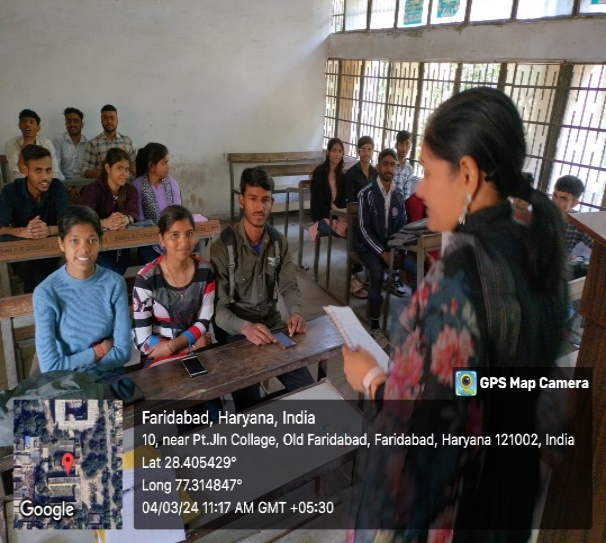 GPS Map Camera
Faridabad, Haryana, India
10, near Pt.Jln Collage, Old Faridabad, Faridabad, Haryana 121002, India
Lat 28.405429°
Long 77.314847°
04/03/24 11:17 AM GMT +05:30
Google